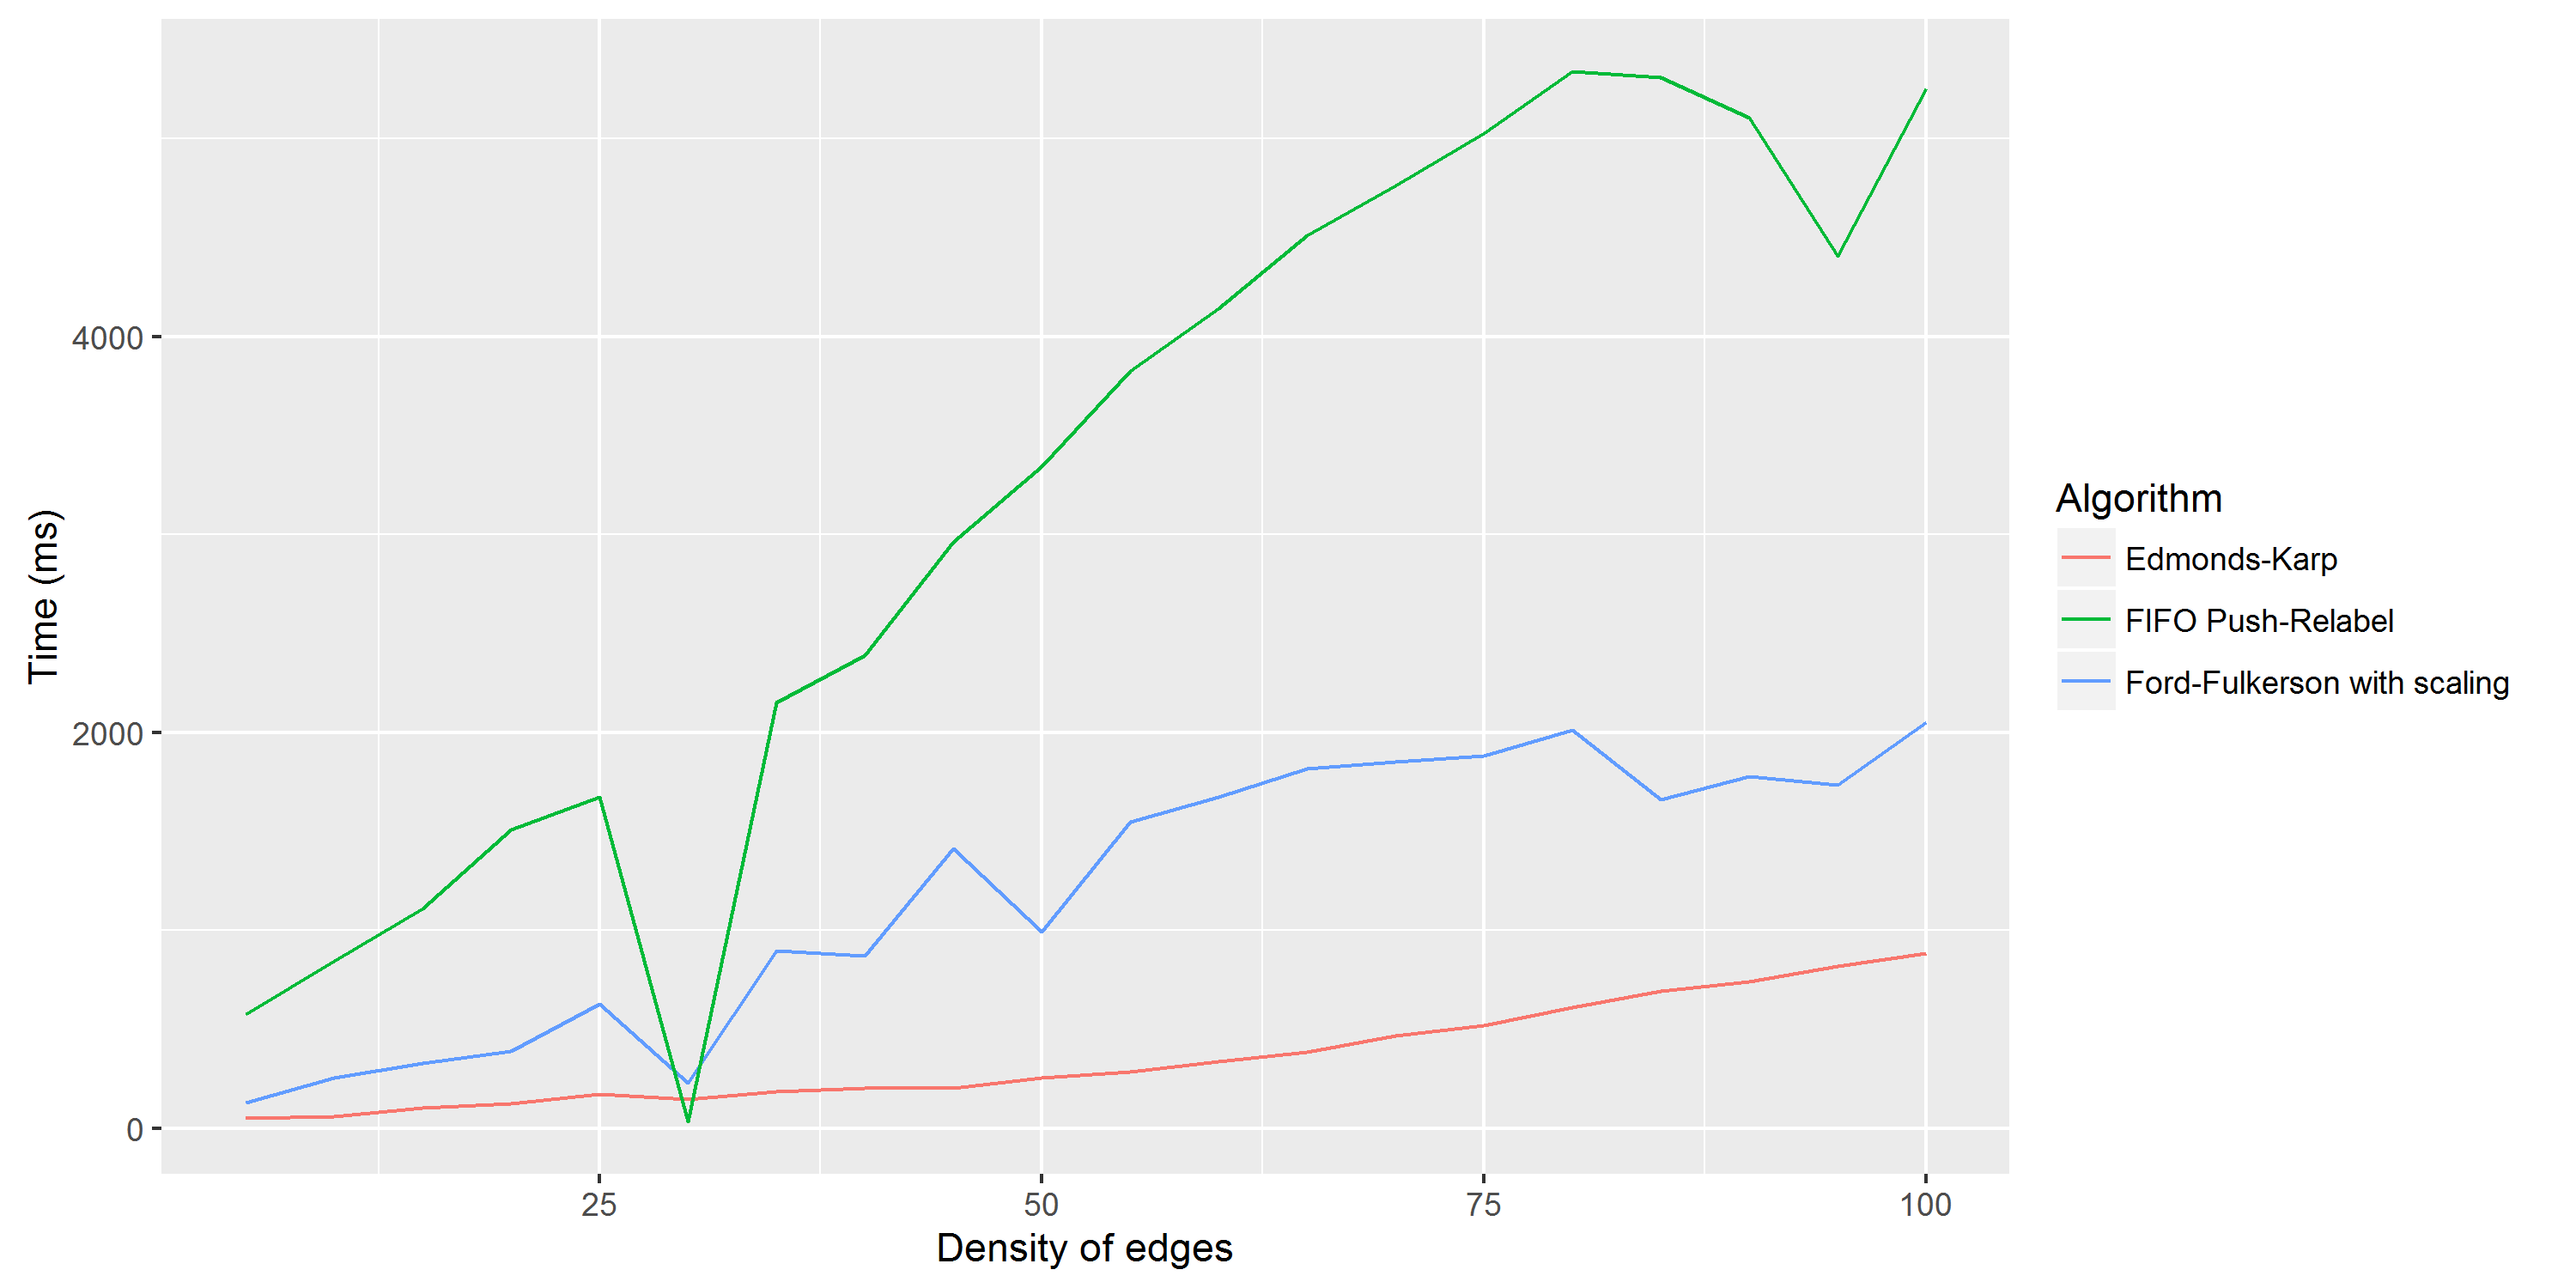 4000
2000
0
25 50 75 100
Time (ms)
Density of edges
Algorithm
Edmonds-Karp
FIFO Push-Relabel
Ford-Fulkerson with scaling